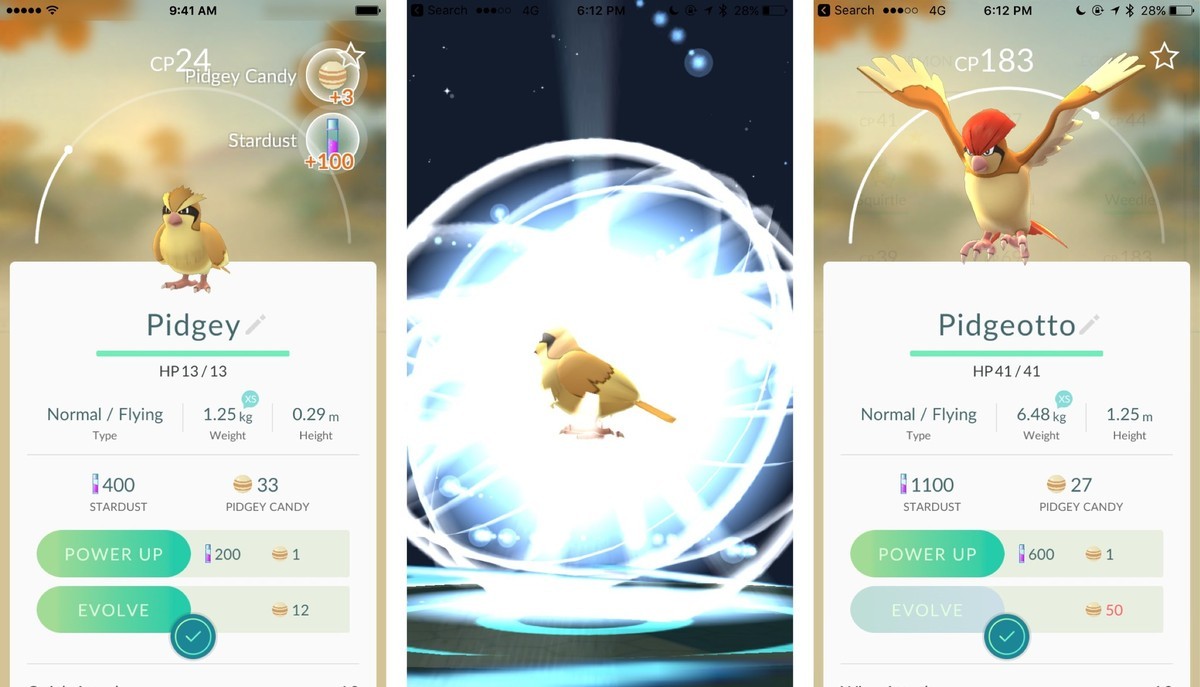 9:41 AM
CP24
Pidgey Candy
+3
Stardust
+100
Pidgey
HP 13 / 13
XS
Normal / Flying
1.25 kg
0.29 m
Type
Weight
Height
400
33
STARDUST
PIDGEY CANDY
POWER UP
200
1
EVOLVE
12
Search
4G
6:12 PM
28%
Search
4G
6:12 PM
28%
CP183
Pidgeotto
HP 41 / 41
XS
Normal / Flying
6.48 kg
1.25 m
Type
Weight
Height
1100
27
STARDUST
PIDGEY CANDY
POWER UP
600
1
EVOLVE
50